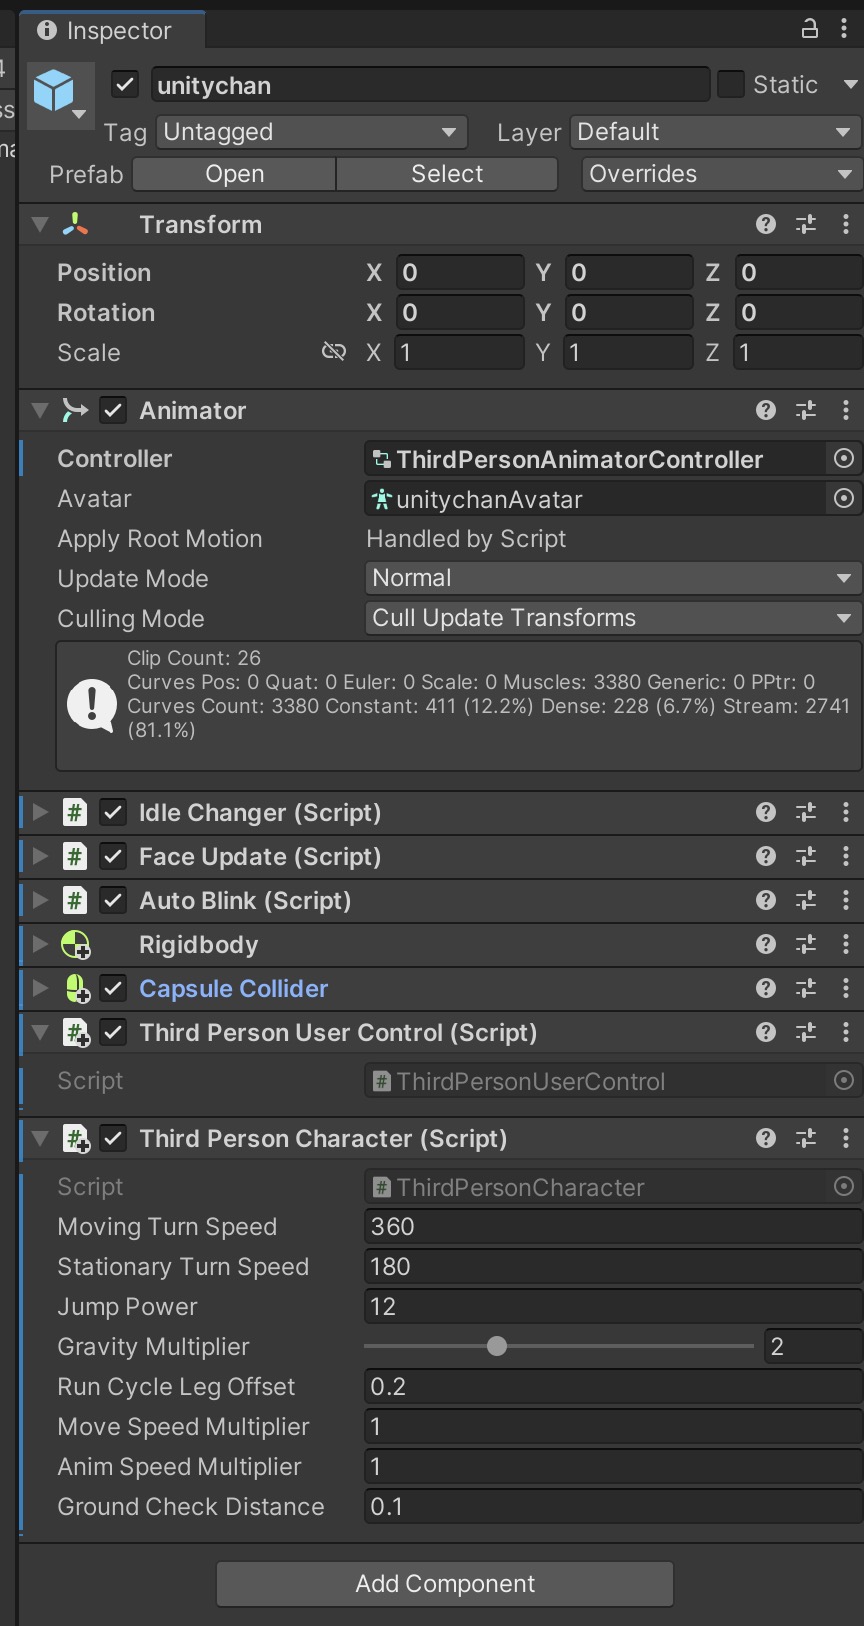 Inspector
unitychan
Static
Tag Untagged Layer Default
Prefab Open Select Overrides
Transform
Position X 0 Y 0 Z 0
Rotation X 0 Y 0 Z 0
Scale X 1 Y 1 Z 1
Animator
Controller ThirdPersonAnimatorController
Avatar unitychanAvatar
Apply Root Motion Handled by Script
Update Mode Normal
Culling Mode Cull Update Transforms
Clip Count: 26
Curves Pos: 0 Quat: 0 Euler: 0 Scale: 0 Muscles: 3380 Generic: 0 PPtr: 0
Curves Count: 3380 Constant: 411 (12.2%) Dense: 228 (6.7%) Stream: 2741
(81.1%)
# Idle Changer (Script)
# Face Update (Script)
# Auto Blink (Script)
Rigidbody
Capsule Collider
# Third Person User Control (Script)
Script # ThirdPersonUserControl
# Third Person Character (Script)
Script # ThirdPersonCharacter
Moving Turn Speed 360
Stationary Turn Speed 180
Jump Power 12
Gravity Multiplier 2
Run Cycle Leg Offset 0.2
Move Speed Multiplier 1
Anim Speed Multiplier 1
Ground Check Distance 0.1
Add Component